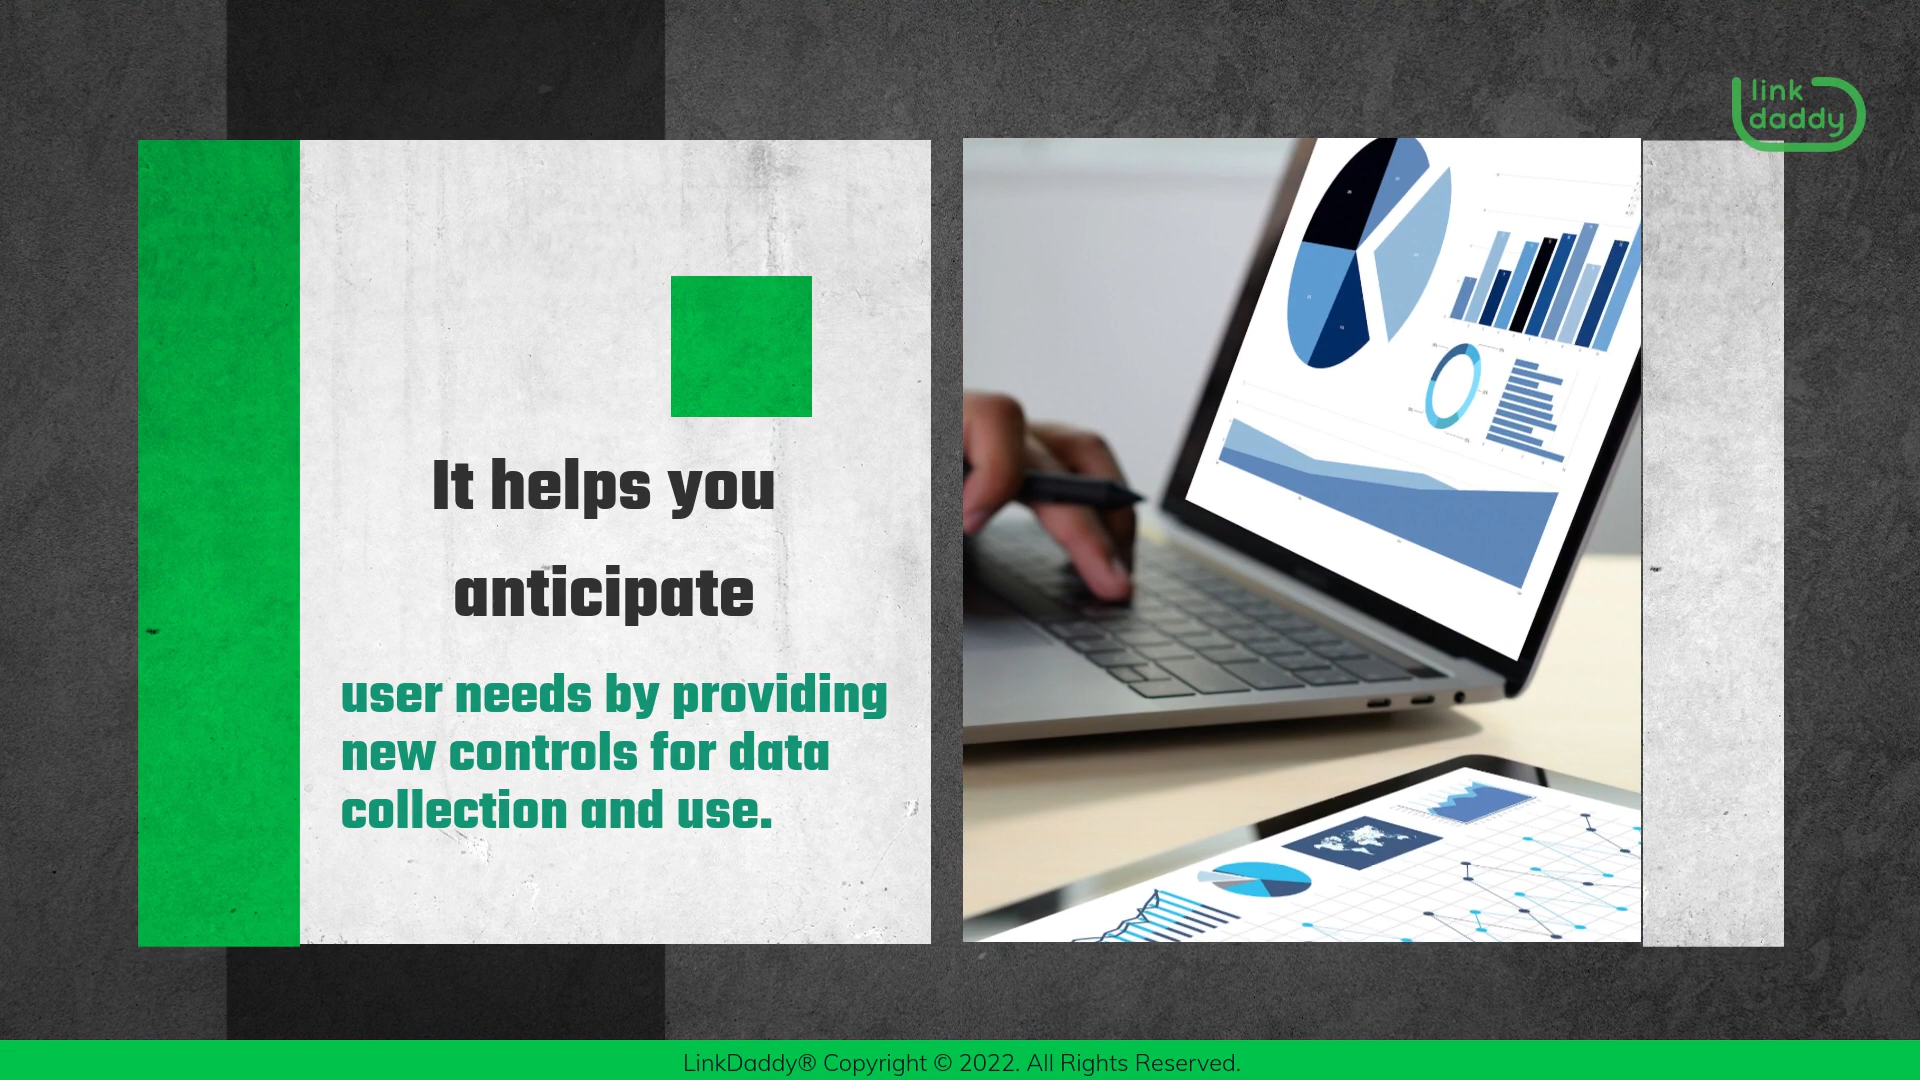 link
daddy
It helps you
anticipate
user needs by providing
new controls for data
collection and use.
LinkDaddy® Copyright © 2022. All Rights Reserved.